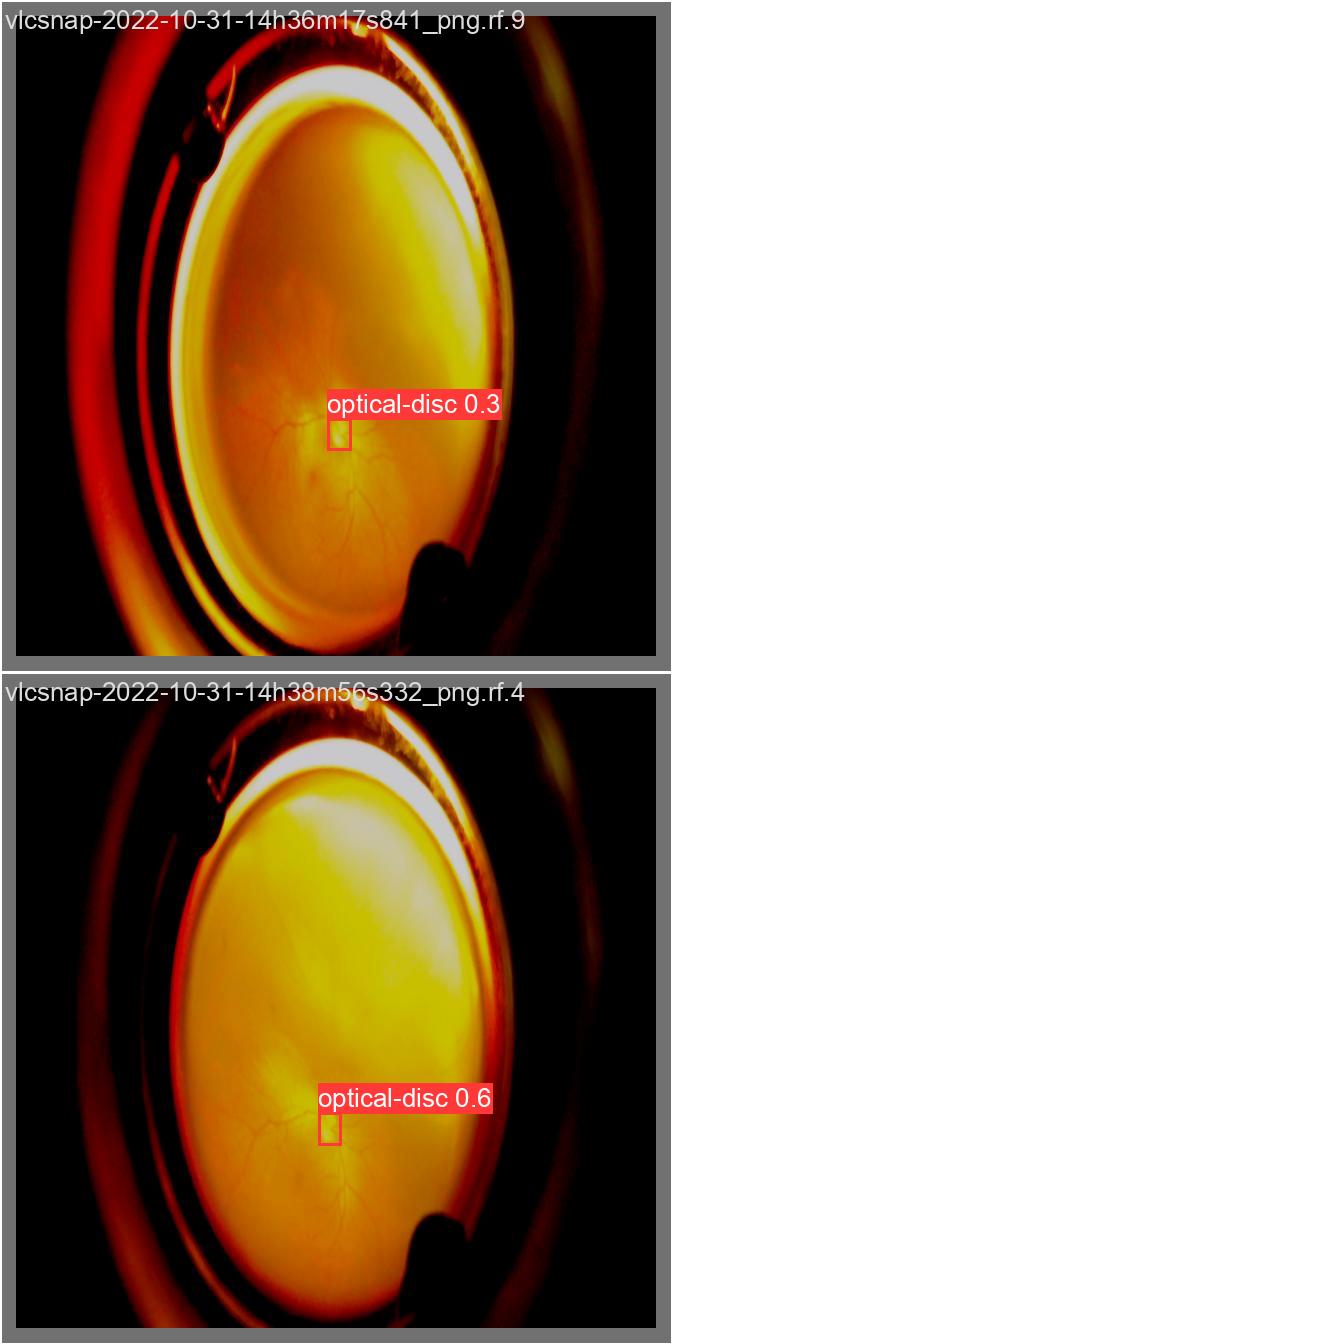 vlcsnap-2022-10-31-14h36m17s841_png.rf.9
optical-disc 0.3
vlcsnap-2022-10-31-14h38m56s332_png.rf.4
optical-disc 0.6